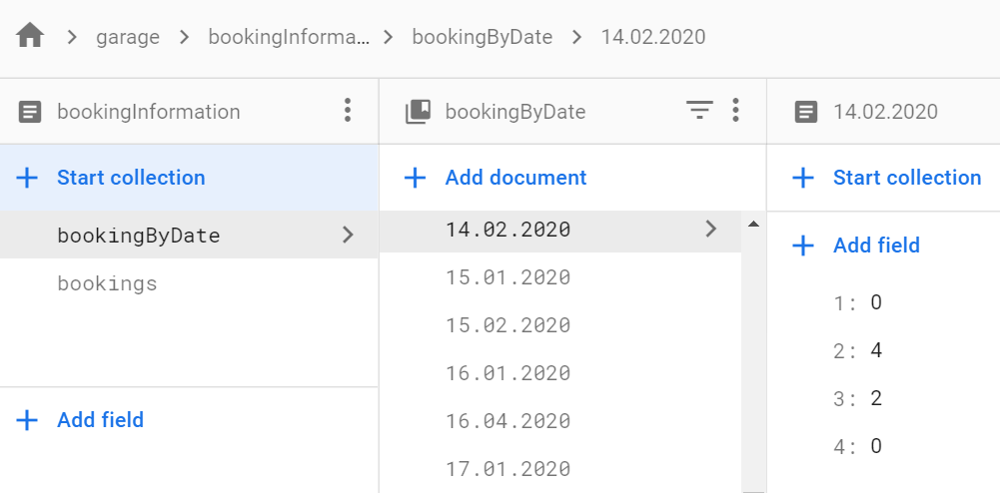 garage > bookingInforma... > bookingByDate > 14.02.2020
bookingInformation
Start collection
bookingByDate
bookings
Add field
bookingByDate
Add document
14.02.2020
15.01.2020
15.02.2020
16.01.2020
16.04.2020
17.01.2020
14.02.2020
Start collection
Add field
1: 0
2: 4
3: 2
4: 0